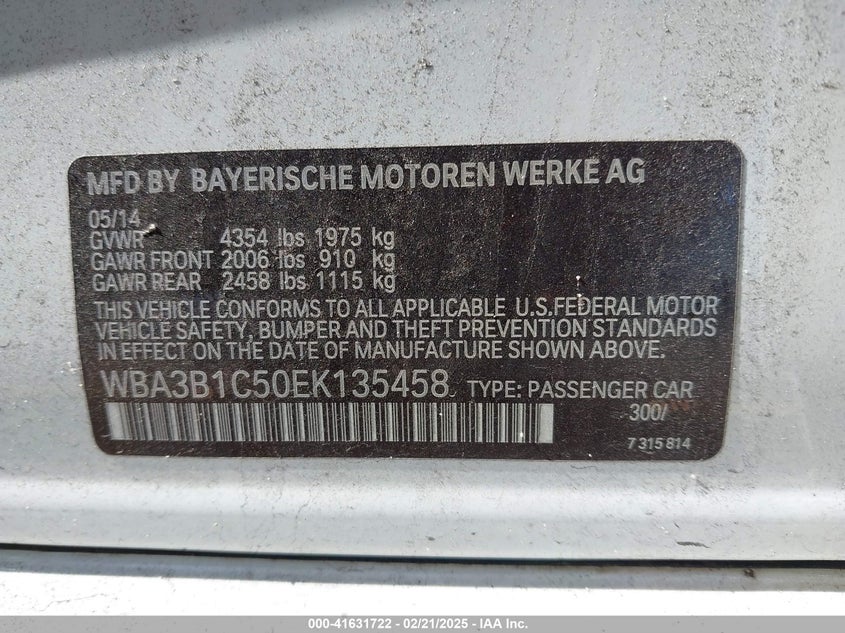 MFD BY BAYERISCHE MOTOREN WERKE AG
05/14
GVWR 4354 lbs 1975 kg
GAWR FRONT 2006 lbs 910 kg
GAWR REAR 2458 lbs 1115 kg
THIS VEHICLE CONFORMS TO ALL APPLICABLE U.S.FEDERAL MOTOR
VEHICLE SAFETY, BUMPER AND THEFT PREVENTION STANDARDS
IN EFFECT ON THE DATE OF MANUFACTURE SHOWN ABOVE.
WBA3B1C50EK135458 TYPE: PASSENGER CAR
300/
7 315 814
000-41631722 - 02/21/2025 - IAA Inc.